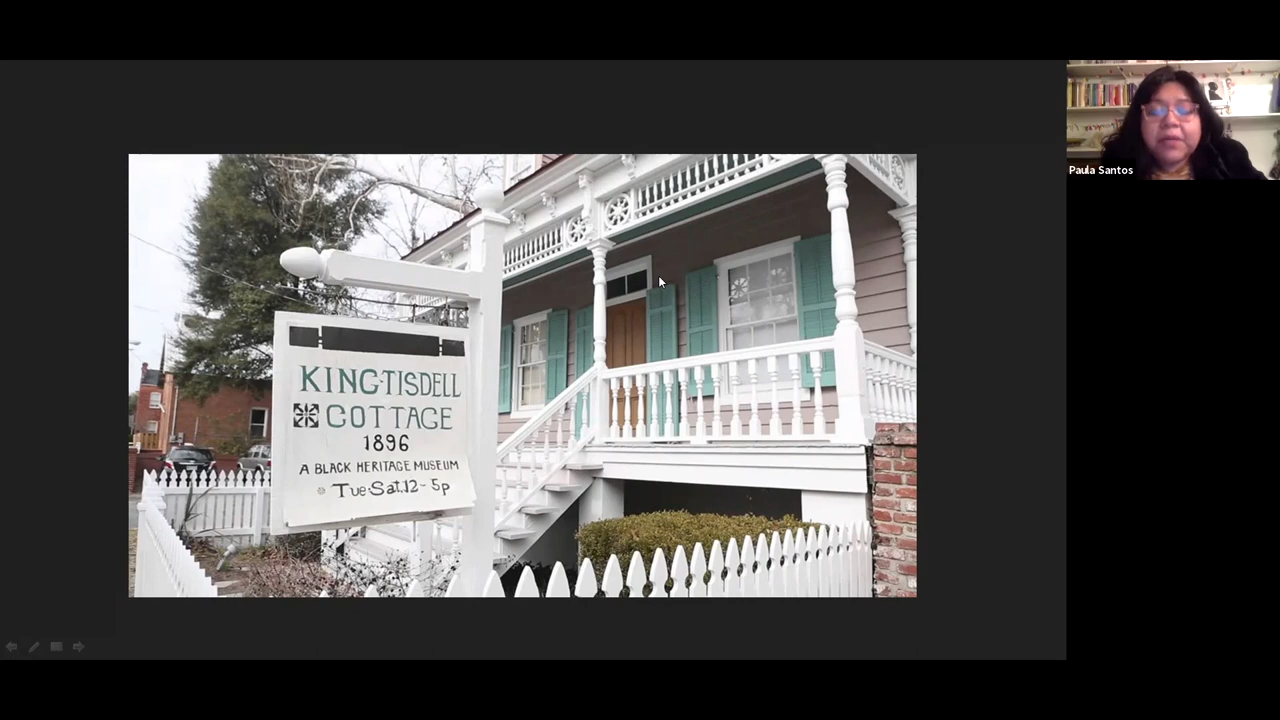 KING-TISDELL
COTTAGE
1896
A BLACK HERITAGE MUSEUM
Tue-Sat.12-5p
Paula Santos